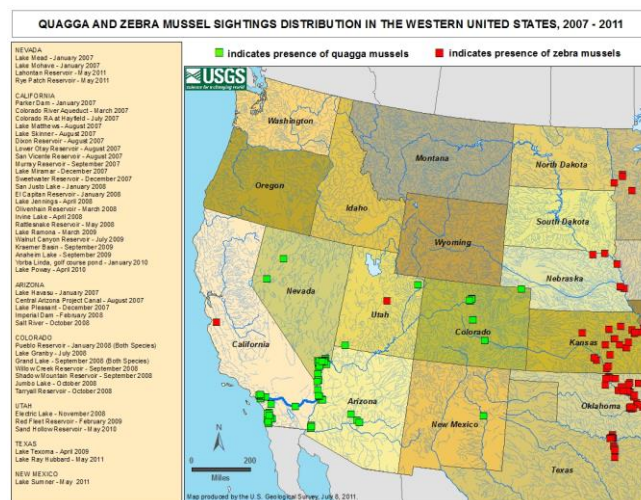 QUAGGA AND ZEBRA MUSSEL SIGHTINGS DISTRIBUTION IN THE WESTERN UNITED STATES, 2007 - 2011
indicates presence of quagga mussels
indicates presence of zebra mussels
NEVADA
Lake Mead - January 2007
Lake Mohave - January 2007
Lahontan Reservoir - May 2011
Rye Patch Reservoir - May 2011
CALIFORNIA
Parker Dam - January 2007
Colorado River Aqueduct - March 2007
Colorado RA at Hayfield - July 2007
Lake Matthews - August 2007
Lake Skinner - August 2007
Dixon Reservoir - August 2007
Lower Otay Reservoir - August 2007
San Vicente Reservoir - August 2007
Murray Reservoir - September 2007
Lake Miramar - December 2007
Sweetwater Reservoir - December 2007
San Justo Lake - January 2008
El Capitan Reservoir - January 2008
Lake Jennings - April 2008
Olivenhain Reservoir - March 2008
Irvine Lake - April 2008
Rattlesnake Reservoir - May 2008
Lake Ramona - March 2009
Walnut Canyon Reservoir - July 2009
Kraemer Basin - September 2009
Anaheim Lake - September 2009
Yorba Linda, golf course pond - January 2010
Lake Poway - April 2010
ARIZONA
Lake Havasu - January 2007
Central Arizona Project Canal - August 2007
Lake Pleasant - December 2007
Imperial Dam - February 2008
Salt River - October 2008
COLORADO
Pueblo Reservoir - January 2008 (Both Species)
Lake Granby - July 2008
Grand Lake - September 2008 (Both Species)
Willow Creek Reservoir - September 2008
Shadow Mountain Reservoir - September 2008
Jumbo Lake - October 2008
Tarryall Reservoir - October 2008
UTAH
Electric Lake - November 2008
Red Fleet Reservoir - February 2009
Sand Hollow Reservoir - May 2010
TEXAS
Lake Texoma - April 2009
Lake Ray Hubbard - May 2011
NEW MEXICO
Lake Sumner - May 2011
USGS
science for a changing world
Washington
Montana
North Dakota
Oregon
Idaho
South Dakota
Wyoming
Nebraska
Nevada
Utah
Colorado
Kansas
California
Arizona
New Mexico
Oklahoma
Texas
N
0 200
Miles
Map produced by the U.S. Geological Survey, July 6, 2011.